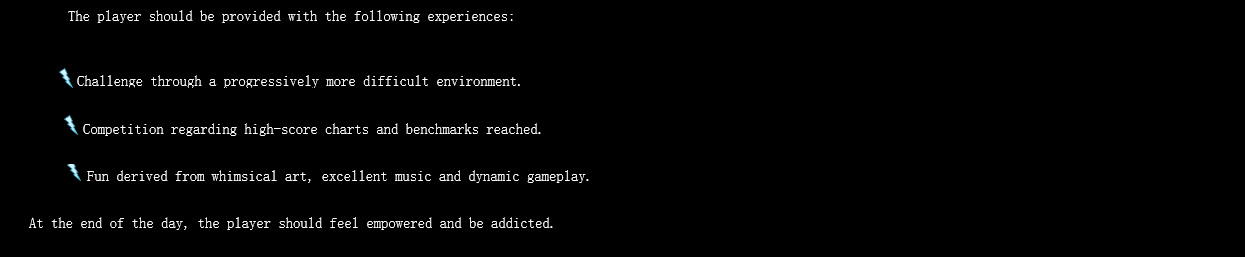 The player should be provided with the following experiences:
Challenge through a progressively more difficult environment.
Competition regarding high-score charts and benchmarks reached.
Fun derived from whimsical art, excellent music and dynamic gameplay.
At the end of the day, the player should feel empowered and be addicted.